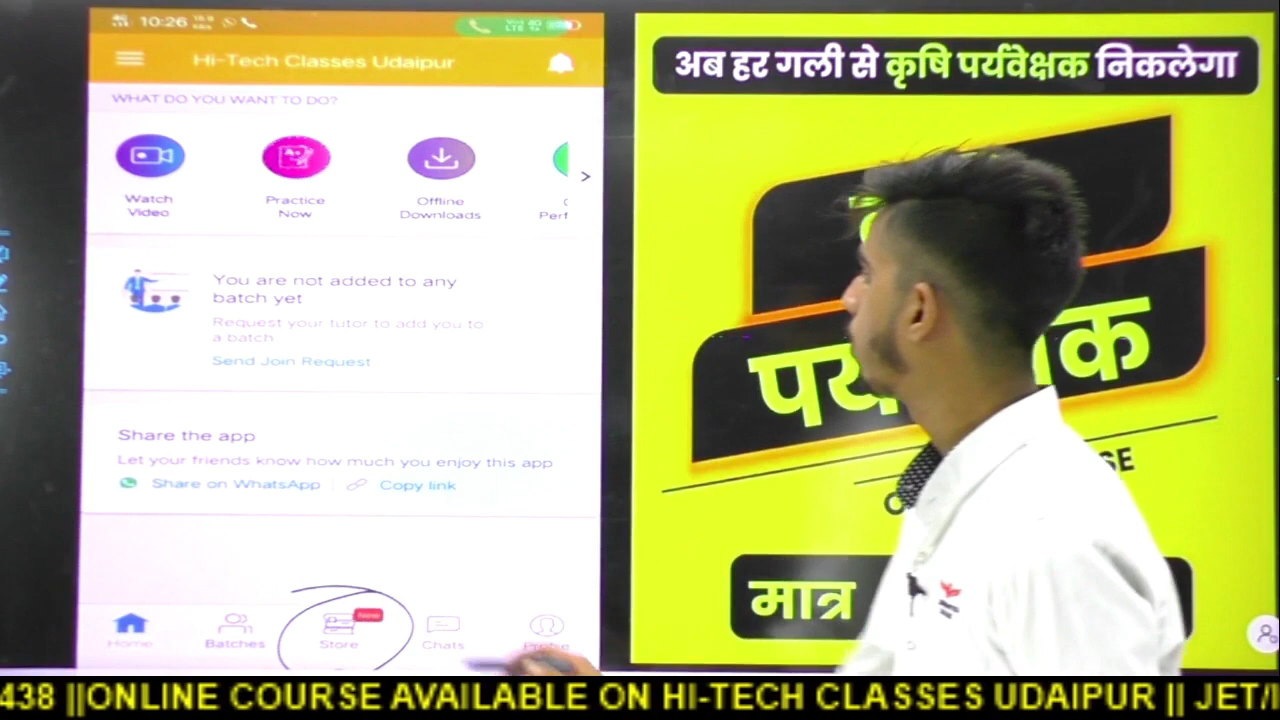 10:26
Hi-Tech Classes Udaipur
WHAT DO YOU WANT TO DO?
Watch Video
Practice Now
Offline Downloads
Perf
You are not added to any
batch yet
Request your tutor to add you to
a batch
Send Join Request
Share the app
Let your friends know how much you enjoy this app
Share on WhatsApp
Copy link
New
Home
Batches
Store
Chats
Profile
अब हर गली से कृषि पर्यवेक्षक निकलेगा
मात्र
438 ||ONLINE COURSE AVAILABLE ON HI-TECH CLASSES UDAIPUR || JET/